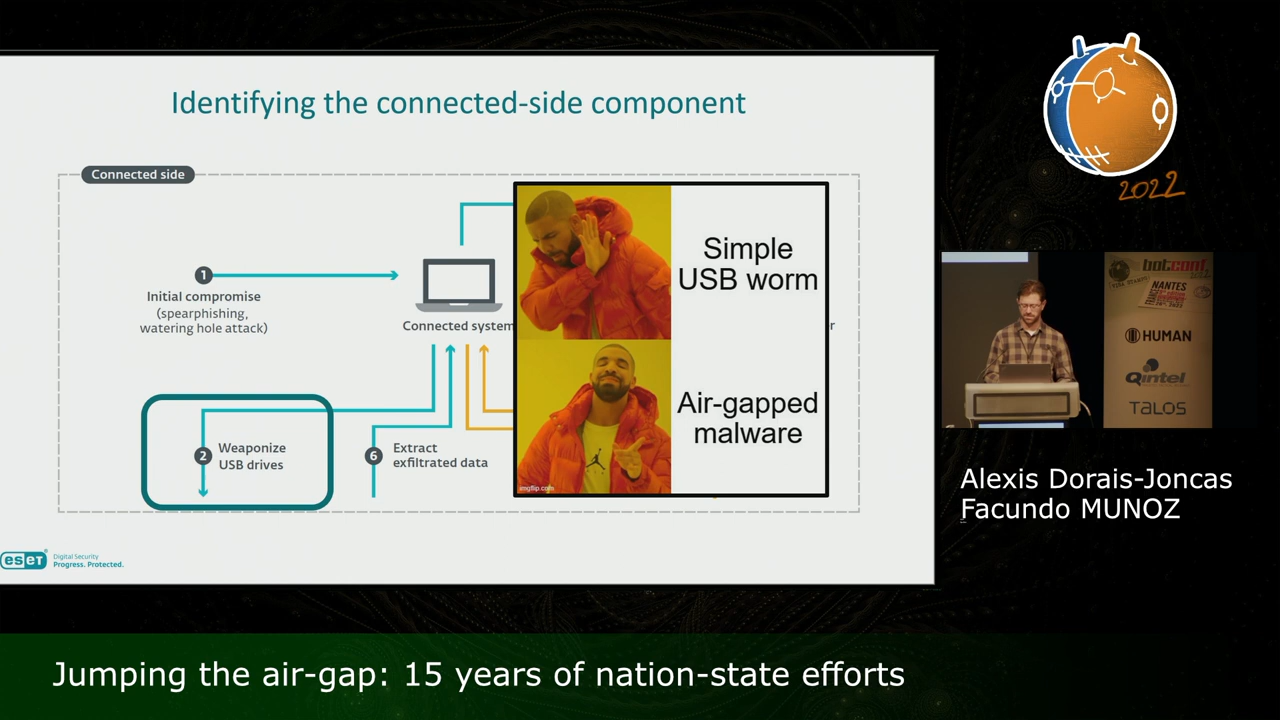 Identifying the connected-side component
Connected side
1
Initial compromise
(spearphishing,
watering hole attack)
Connected system
2
Weaponize
USB drives
6
Extract
exfiltrated data
Simple
USB worm
Air-gapped
malware
imgflip.com
eset
Digital Security
Progress. Protected.
2022
botconf
NANTES
HUMAN
Qintel
TALOS
Alexis Dorais-Joncas
Facundo MUNOZ
Jumping the air-gap: 15 years of nation-state efforts